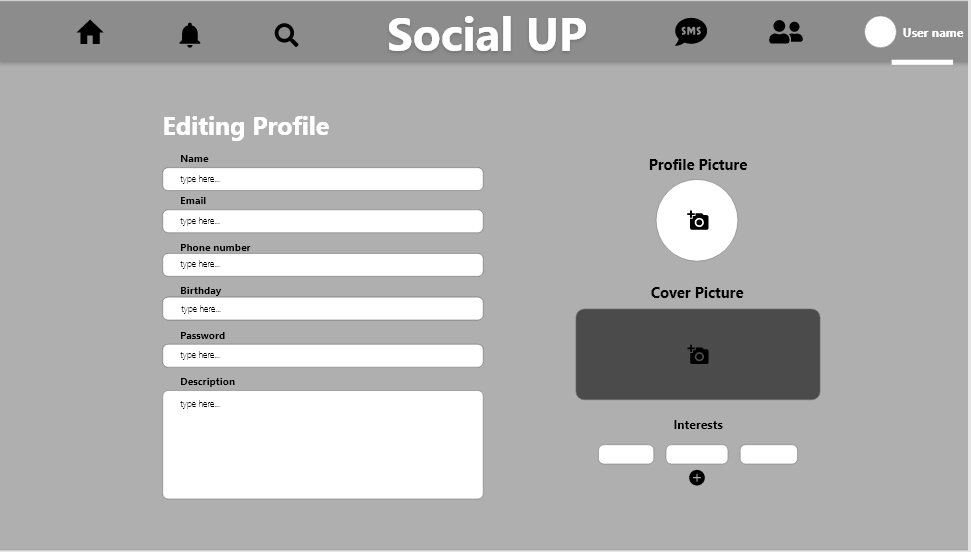 SMS
Social UP
User name
Editing Profile
Name
type here...
Email
type here...
Phone number
type here...
Birthday
type here...
Password
type here...
Description
type here...
Profile Picture
Cover Picture
Interests